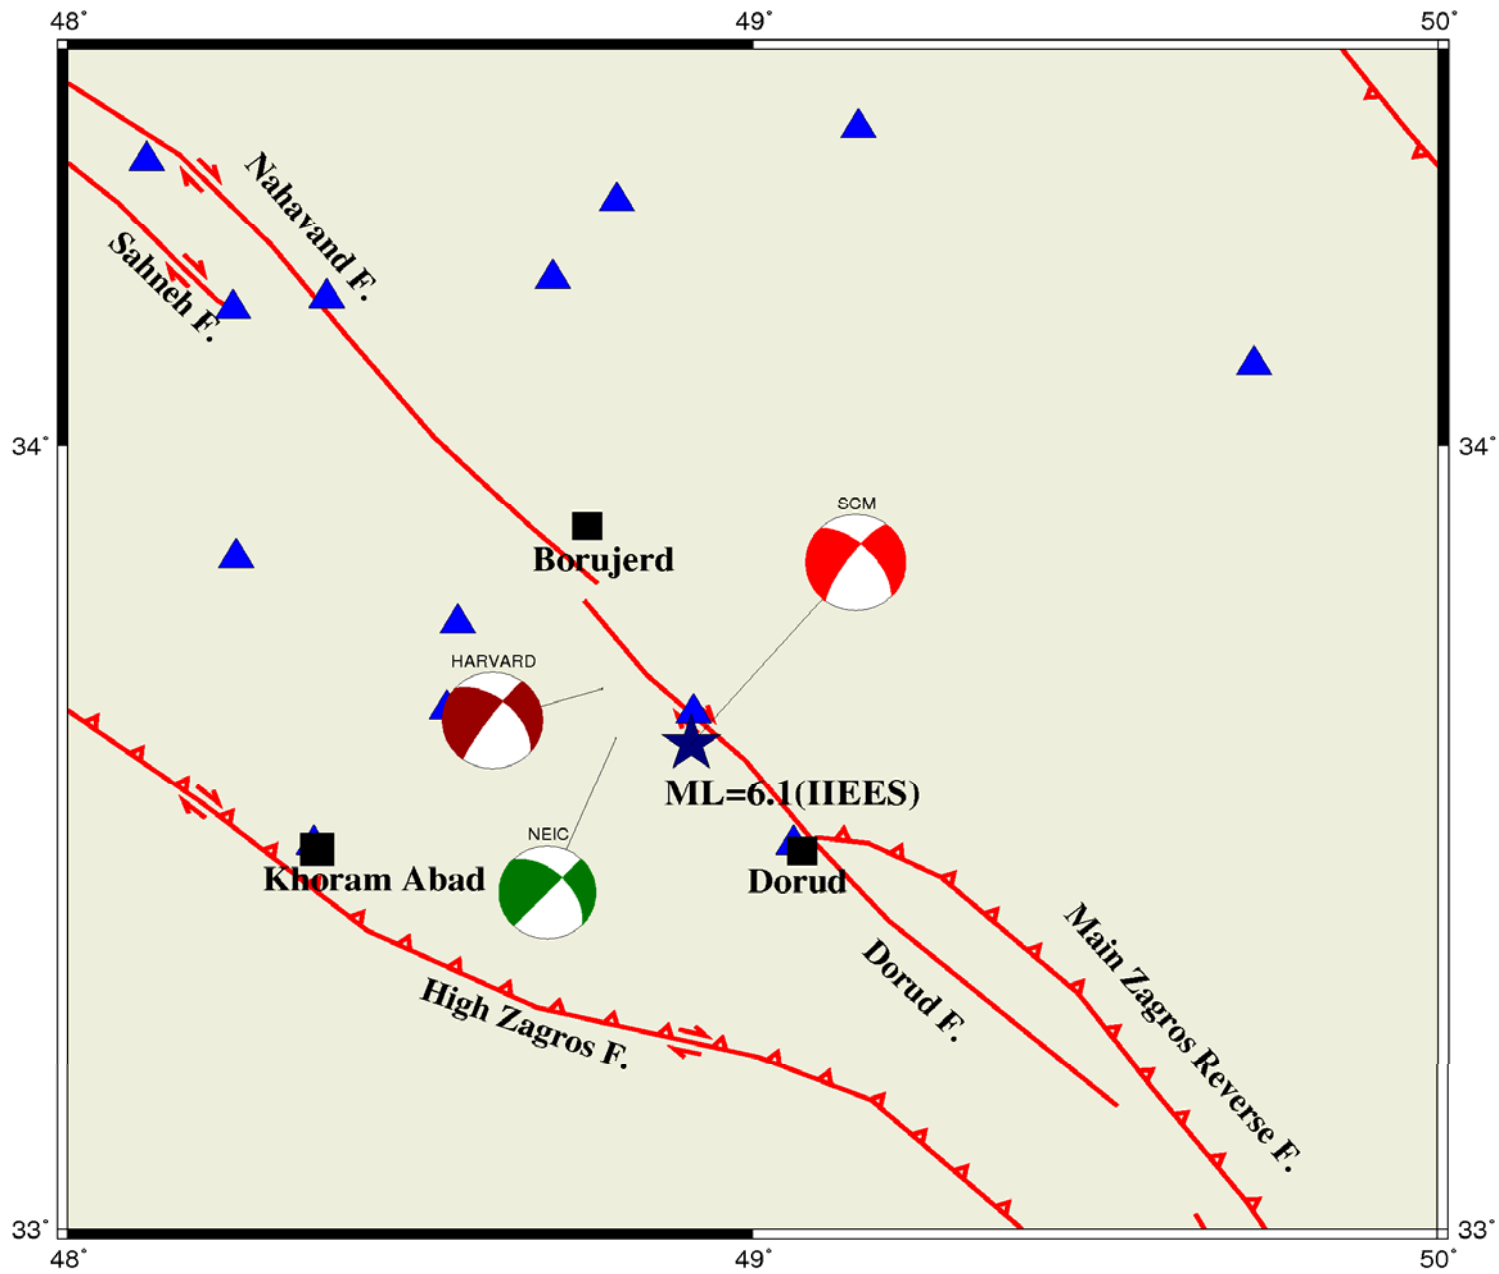 48°
49°
50°
Nahavand F.
Sahneh F.
34°
34°
SCM
Borujerd
HARVARD
ML=6.1(IIEES)
NEIC
Khoram Abad
Dorud
Main Zagros Reverse F.
Dorud F.
High Zagros F.
33°
33°
48°
49°
50°